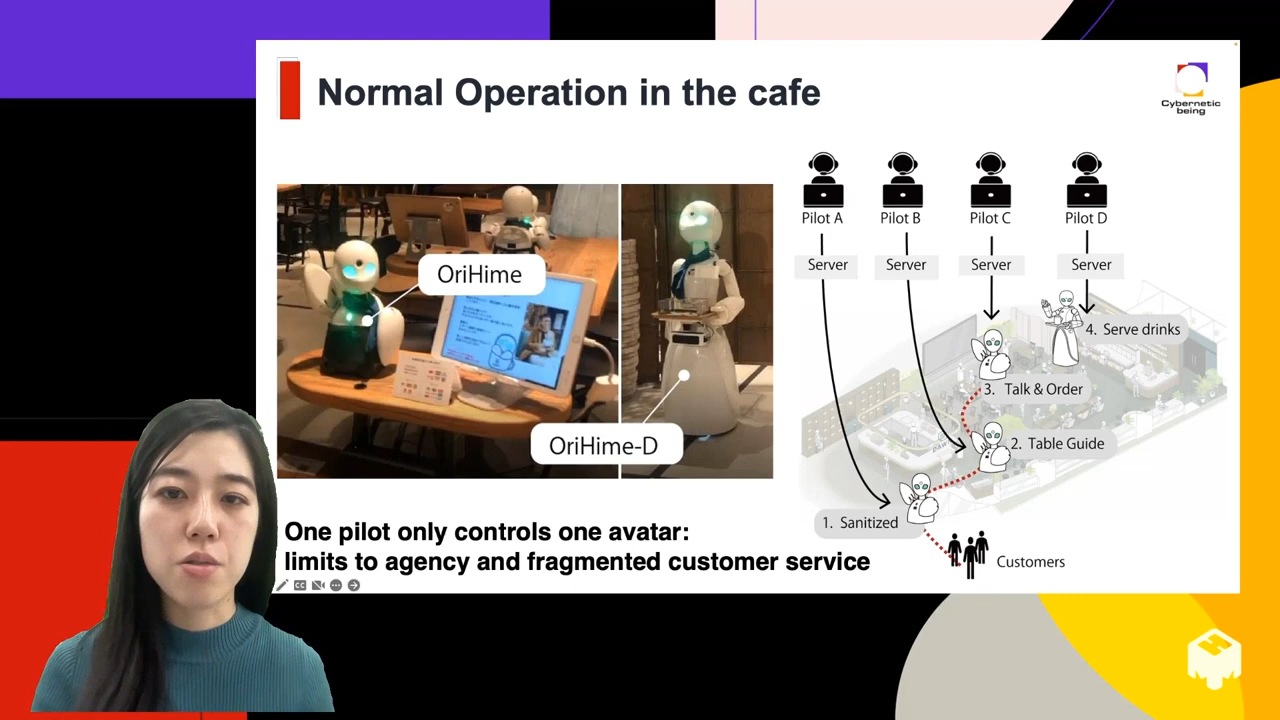 Normal Operation in the cafe
Cybernetic
being
OriHime
OriHime-D
Pilot A
Pilot B
Pilot C
Pilot D
Server
Server
Server
Server
4. Serve drinks
3. Talk & Order
2. Table Guide
1. Sanitized
Customers
One pilot only controls one avatar:
limits to agency and fragmented customer service
CC